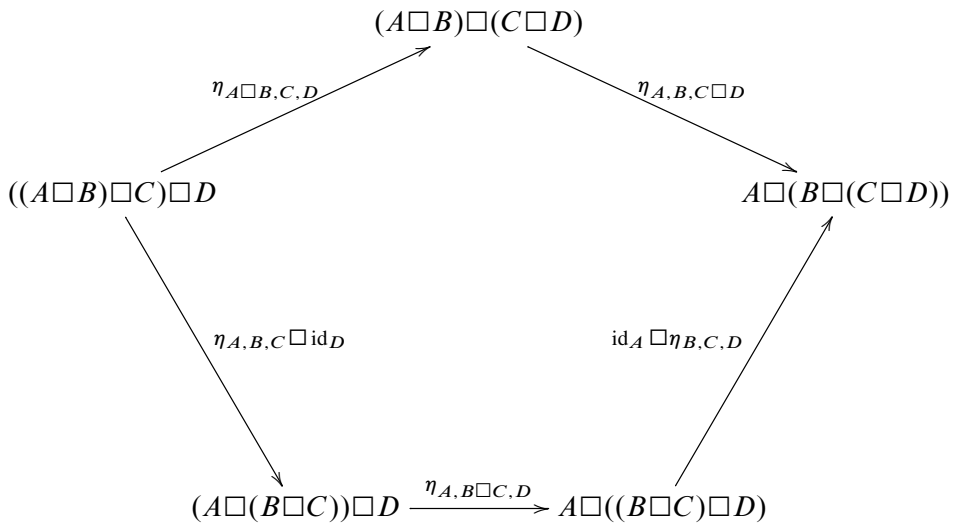 (A□B)□(C□D)
η_{A□B,C,D} η_{A,B,C□D}
((A□B)□C)□D A□(B□(C□D))
η_{A,B,C}□id_D id_A□η_{B,C,D}
(A□(B□C))□D η_{A,B□C,D} A□((B□C)□D)